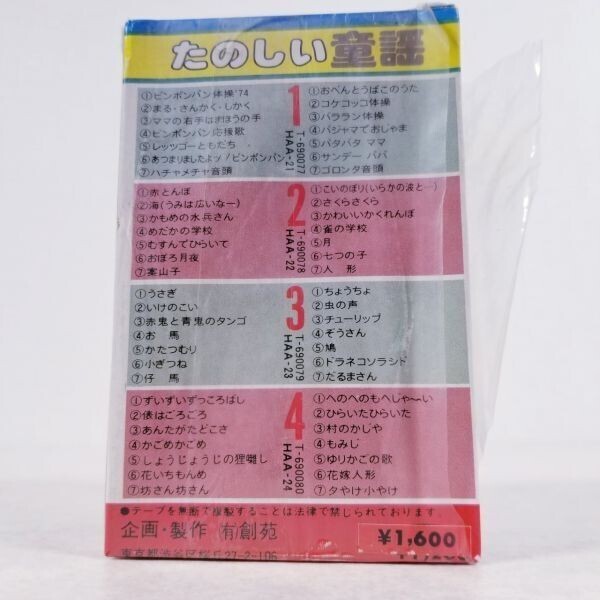 たのしい童謡
①ピンポンパン体操'74
②まる・さんかく・しかく
③ママの右手はまほうの手
④ピンポンパン応援歌
⑤レッツゴーともだち
⑥あつまりましたよッ!ピンポンパン
⑦ハチャメチャ音頭
1
T-690077
HAA-21
①おべんとうばこのうた
②コケコッコ体操
③パララン体操
④パジャマでおじゃま
⑤パタパタ ママ
⑥サンデー パパ
⑦ゴロンタ音頭
①赤とんぼ
②海(うみは広いなー)
③かもめの水兵さん
④めだかの学校
⑤むすんでひらいて
⑥おぼろ月夜
⑦案山子
2
T-690078
HAA-22
①こいのぼり(いらかの波と—)
②さくらさくら
③かわいいかくれんぼ
④雀の学校
⑤月
⑥七つの子
⑦人 形
①うさぎ
②いけのこい
③赤鬼と青鬼のタンゴ
④お 馬
⑤かたつむり
⑥小ぎつね
⑦仔 馬
3
T-690079
HAA-23
①ちょうちょ
②虫の声
③チューリップ
④ぞうさん
⑤鳩
⑥ドラネコソラシド
⑦だるまさん
①ずいずいずっころばし
②俵はごろごろ
③あんたがたどこさ
④かごめかごめ
⑤しょうじょうじの狸囃し
⑥花いちもんめ
⑦坊さん坊さん
4
T-690080
HAA-24
①へのへのもへじゃ〜い
②ひらいたひらいた
③村のかじや
④もみじ
⑤ゆりかごの歌
⑥花嫁人形
⑦夕やけ小やけ
●テープを無断で複製することは法律で禁じられております。
企画・製作 (有)創苑
¥1,600
東京都渋谷区桜丘27-2-106